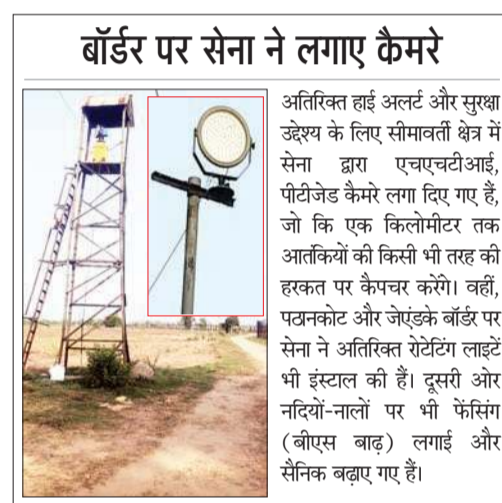 बॉर्डर पर सेना ने लगाए कैमरे
अतिरिक्त हाई अलर्ट और सुरक्षा
उद्देश्य के लिए सीमावर्ती क्षेत्र में
सेना द्वारा एचएचटीआई,
पीटीजेड कैमरे लगा दिए गए हैं,
जो कि एक किलोमीटर तक
आतंकियों की किसी भी तरह की
हरकत पर कैपचर करेंगे। वहीं,
पठानकोट और जेएंडके बॉर्डर पर
सेना ने अतिरिक्त रोटेटिंग लाइटें
भी इंस्टाल की हैं। दूसरी ओर
नदियों-नालों पर भी फेंसिंग
(बीएस बाढ़) लगाई और
सैनिक बढ़ाए गए हैं।